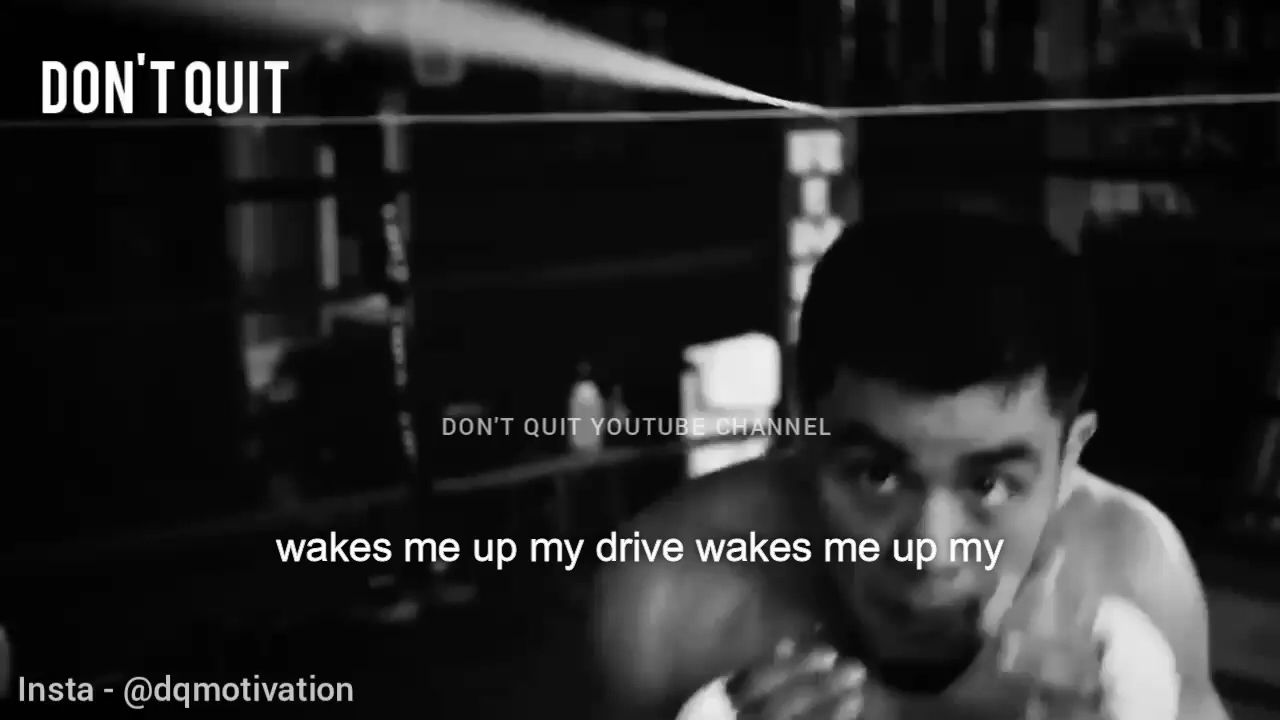 DON'T QUIT
DON'T QUIT YOUTUBE CHANNEL
wakes me up my drive wakes me up my
Insta - @dqmotivation